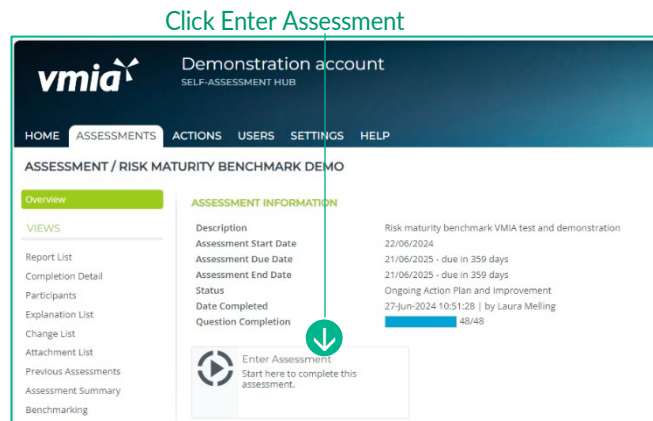 Click Enter Assessment
vmia
Demonstration account
SELF-ASSESSMENT HUB
HOME ASSESSMENTS ACTIONS USERS SETTINGS HELP
ASSESSMENT / RISK MATURITY BENCHMARK DEMO
Overview
VIEWS
Report List
Completion Detail
Participants
Explanation List
Change List
Attachment List
Previous Assessments
Assessment Summary
Benchmarking
ASSESSMENT INFORMATION
Description Risk maturity benchmark VMIA test and demonstration
Assessment Start Date 22/06/2024
Assessment Due Date 21/06/2025 - due in 359 days
Assessment End Date 21/06/2025 - due in 359 days
Status Ongoing Action Plan and Improvement
Date Completed 27-Jun-2024 10:51:28 | by Laura Melling
Question Completion 48/48
Enter Assessment
Start here to complete this
assessment.